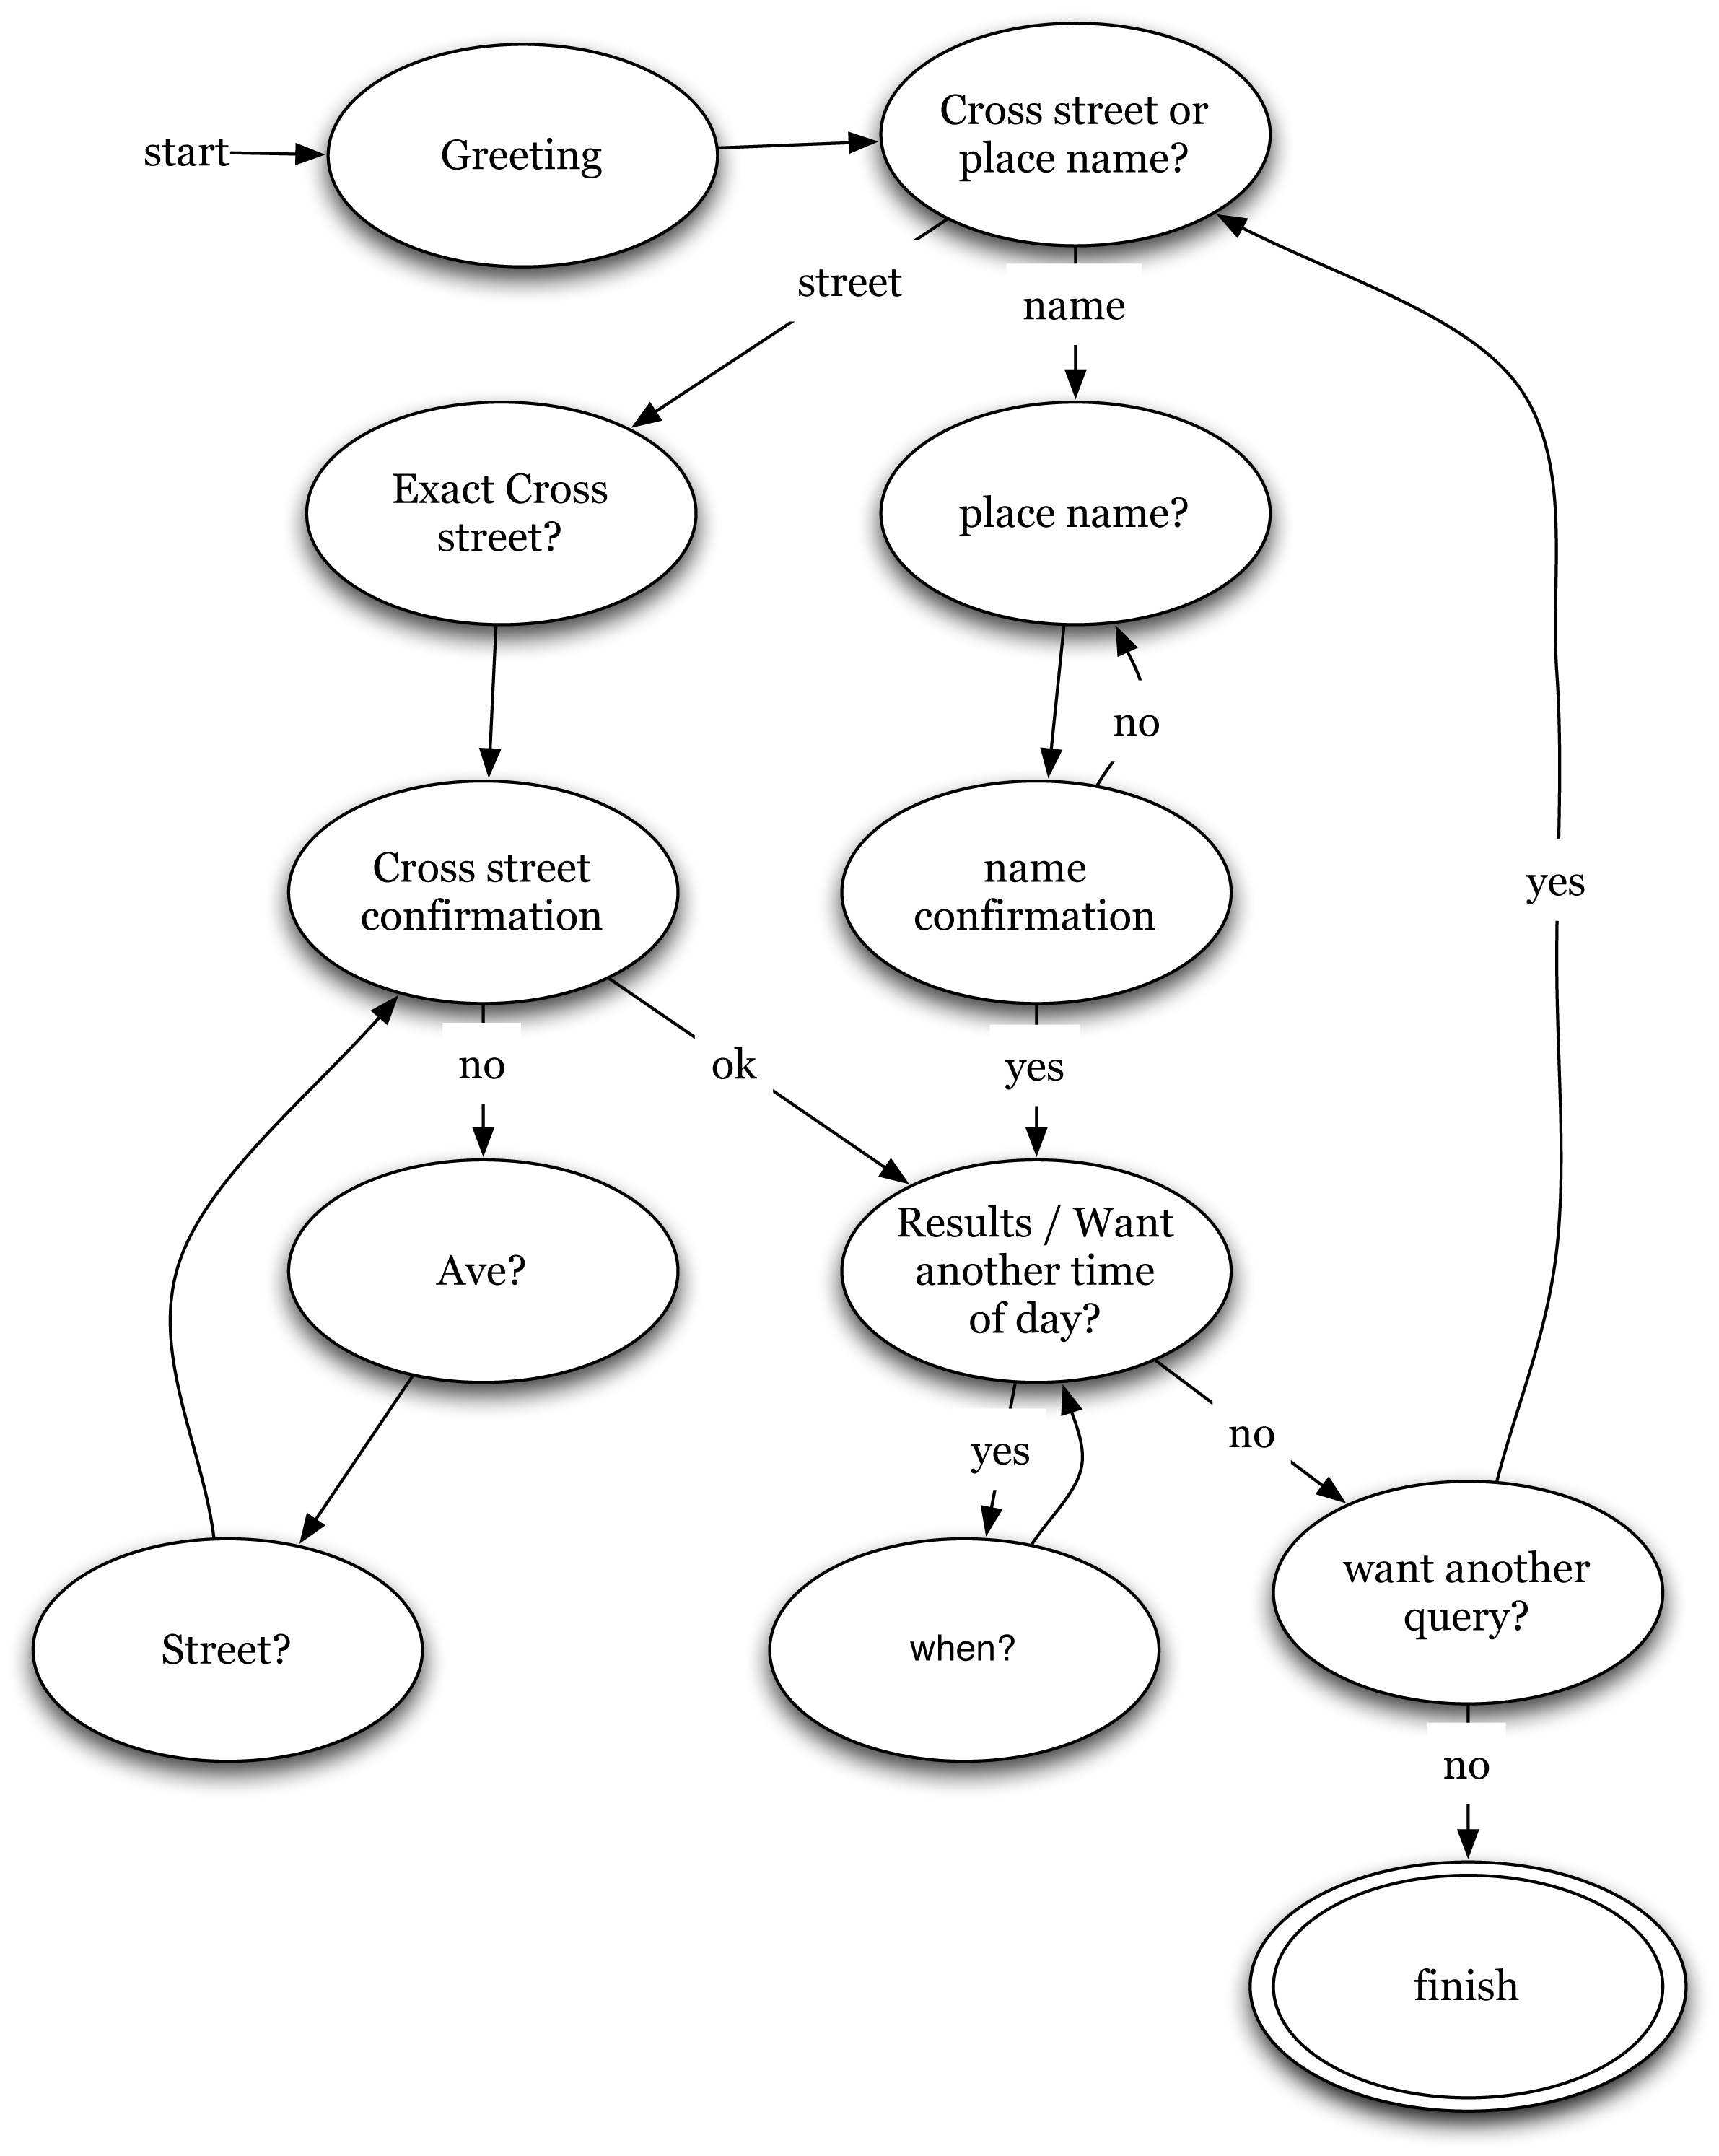 start
Greeting
Cross street or
place name?
street
name
Exact Cross
street?
place name?
no
Cross street
confirmation
name
confirmation
yes
no
ok
yes
Ave?
Results / Want
another time
of day?
yes
no
Street?
when?
want another
query?
no
finish